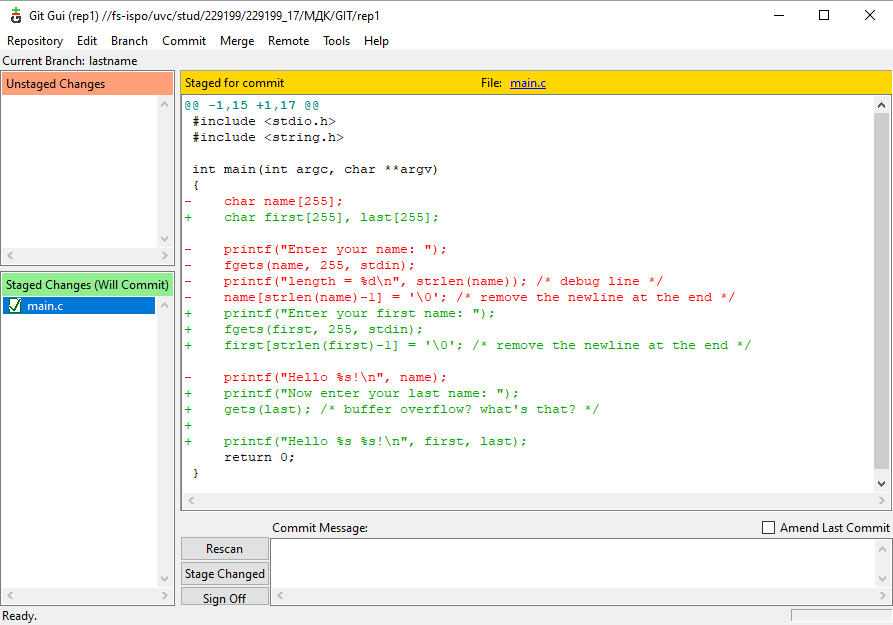 Git Gui (rep1) //fs-ispo/uvc/stud/229199/229199_17/МДК/GIT/rep1
Repository Edit Branch Commit Merge Remote Tools Help
Current Branch: lastname
Unstaged Changes
Staged Changes (Will Commit)
main.c
Staged for commit File: main.c
@@ -1,15 +1,17 @@
 #include <stdio.h>
 #include <string.h>
 int main(int argc, char **argv)
 {
-    char name[255];
+    char first[255], last[255];
-    printf("Enter your name: ");
-    fgets(name, 255, stdin);
-    printf("length = %d\n", strlen(name)); /* debug line */
-    name[strlen(name)-1] = '\0'; /* remove the newline at the end */
+    printf("Enter your first name: ");
+    fgets(first, 255, stdin);
+    first[strlen(first)-1] = '\0'; /* remove the newline at the end */
-    printf("Hello %s!\n", name);
+    printf("Now enter your last name: ");
+    gets(last); /* buffer overflow? what's that? */
+
+    printf("Hello %s %s!\n", first, last);
     return 0;
 }
Commit Message: Amend Last Commit
Rescan
Stage Changed
Sign Off
Ready.